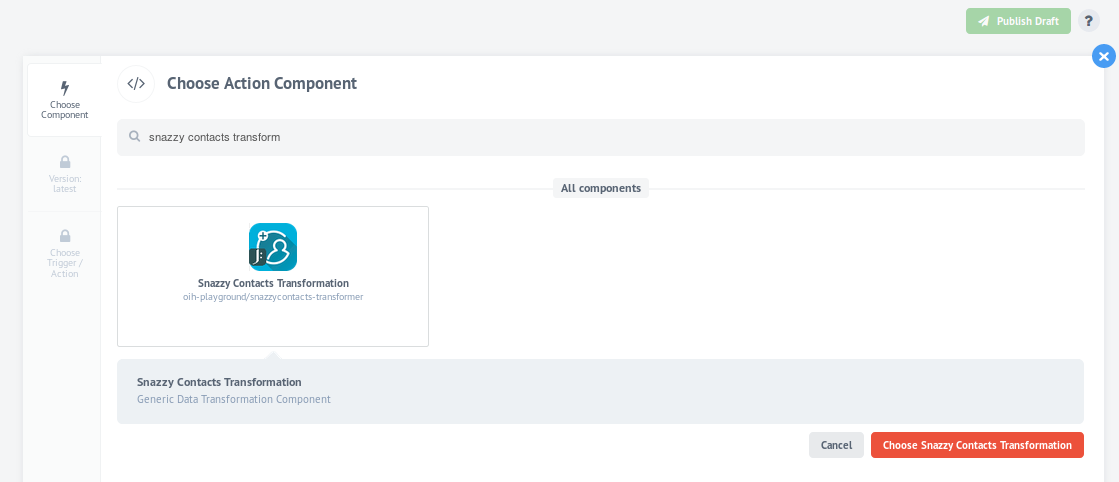 Publish Draft
?
Choose Action Component
Choose
Component
snazzy contacts transform
Version:
latest
All components
Choose
Trigger /
Action
J:
Snazzy Contacts Transformation
oih-playground/snazzycontacts-transformer
Snazzy Contacts Transformation
Generic Data Transformation Component
Cancel
Choose Snazzy Contacts Transformation